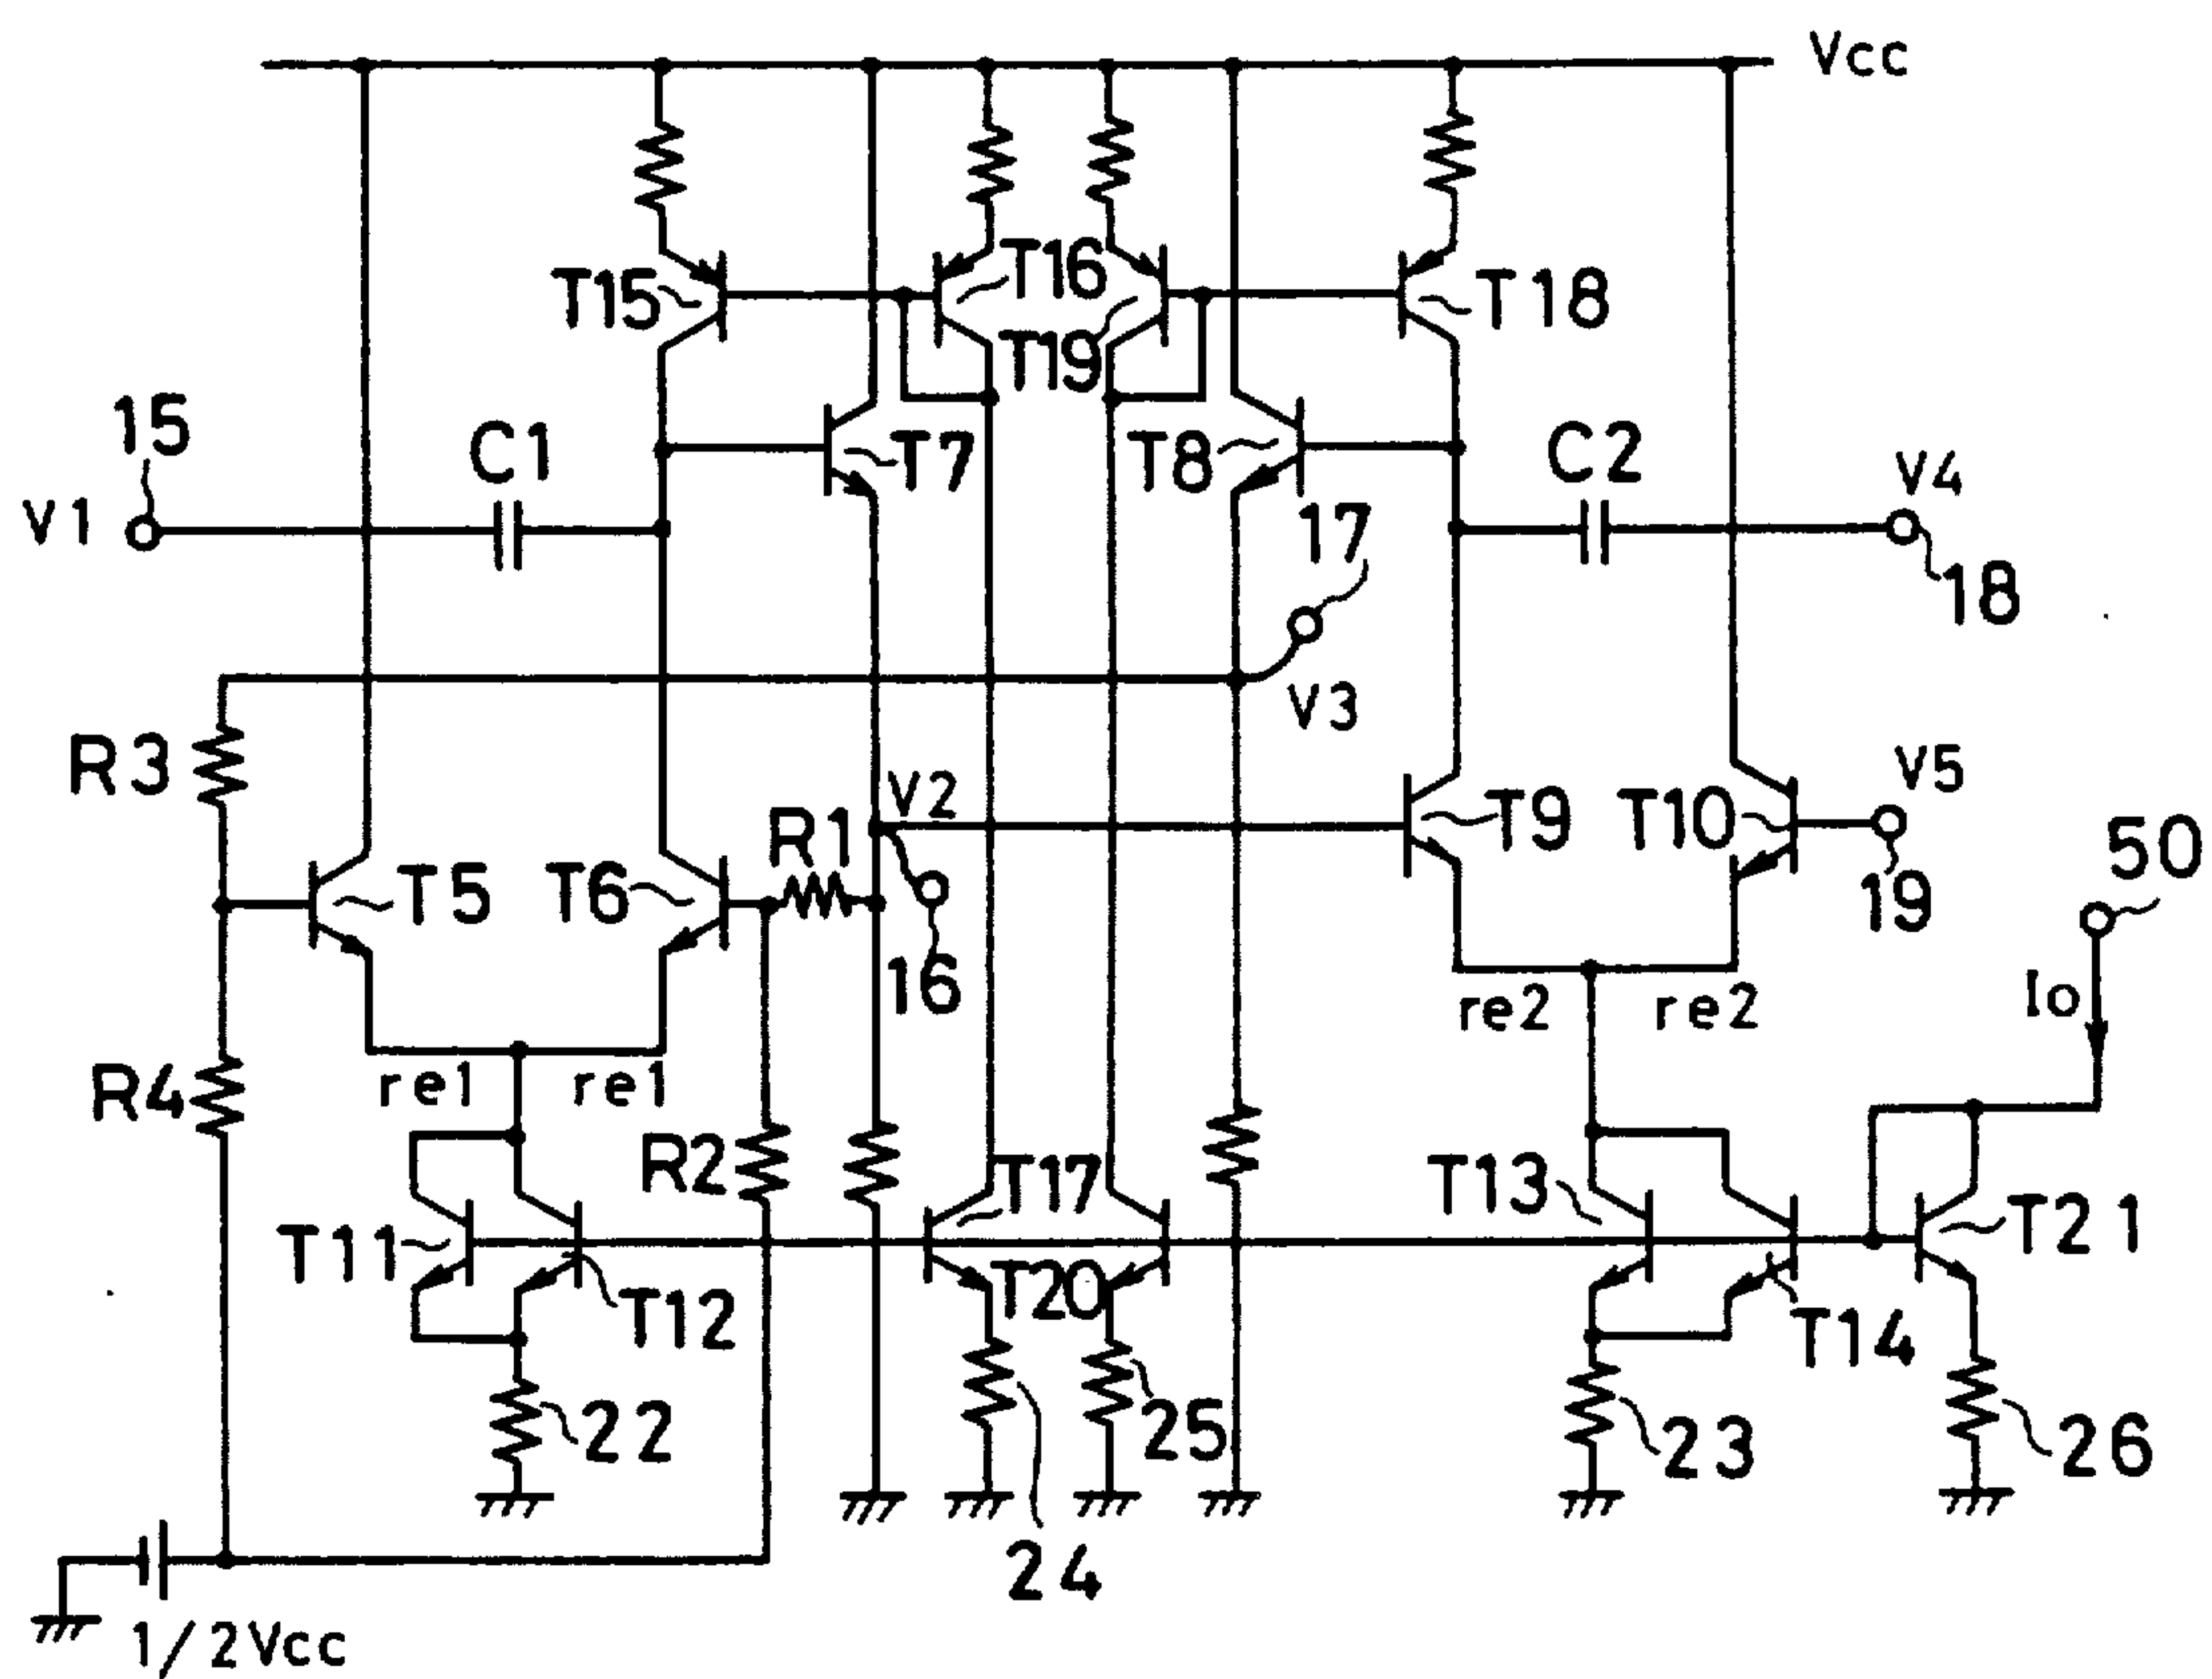 Vcc
T15
T16
T18
T19
15
C1
T7
T8
C2
V4
V1
17
18
V3
R3
V2
V5
R1
T9
T10
50
T5
T6
19
16
Io
re2
re2
R4
re1
re1
R2
T17
T13
T21
T11
T20
T12
T14
22
25
23
26
24
1/2Vcc